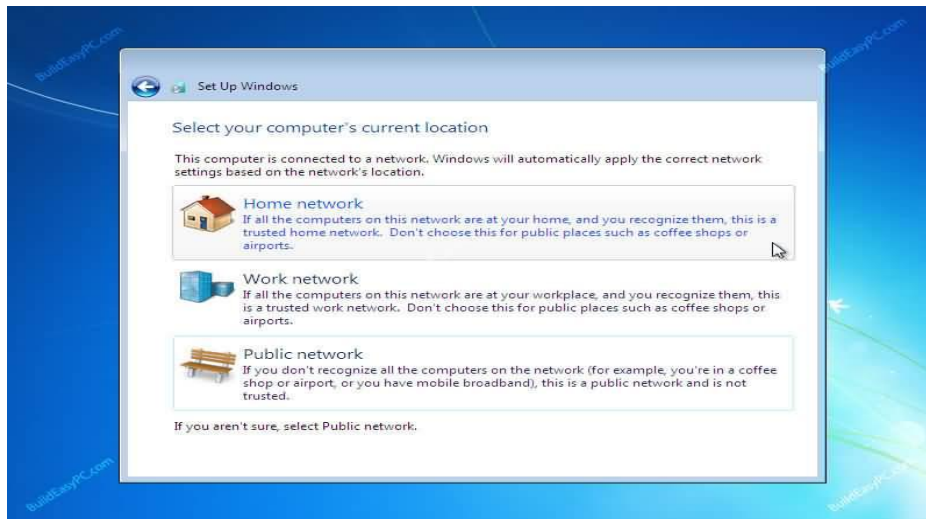 BuildEasyPC.com
BuildEasyPC.com
Set Up Windows
Select your computer's current location
This computer is connected to a network. Windows will automatically apply the correct network
settings based on the network's location.
Home network
If all the computers on this network are at your home, and you recognize them, this is a
trusted home network. Don't choose this for public places such as coffee shops or
airports.
Work network
If all the computers on this network are at your workplace, and you recognize them, this
is a trusted work network. Don't choose this for public places such as coffee shops or
airports.
Public network
If you don't recognize all the computers on the network (for example, you're in a coffee
shop or airport, or you have mobile broadband), this is a public network and is not
trusted.
If you aren't sure, select Public network.
BuildEasyPC.com
BuildEasyPC.com